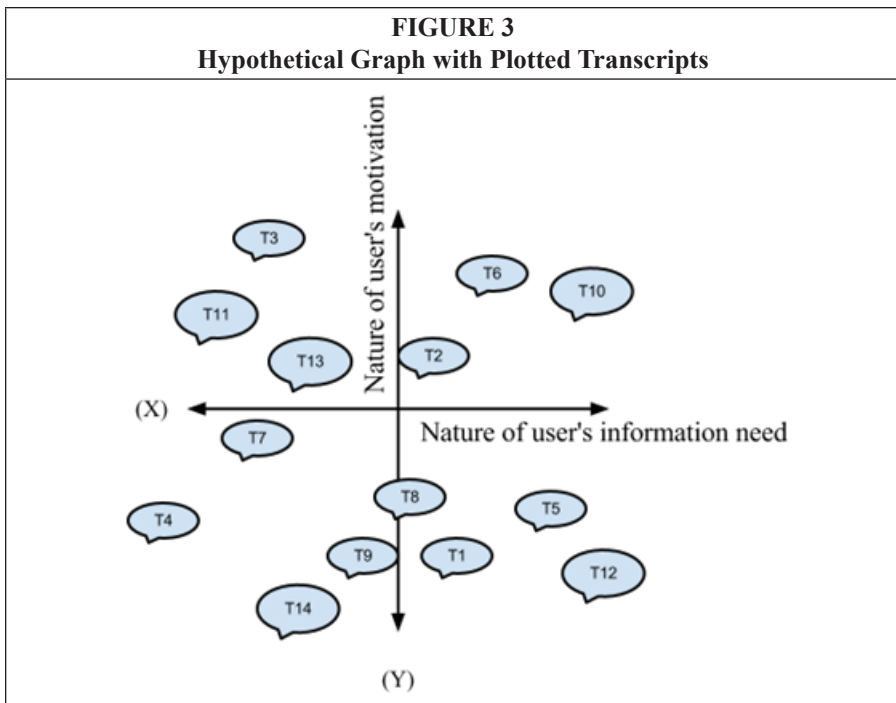 FIGURE 3
Hypothetical Graph with Plotted Transcripts
Nature of user's motivation
T3
T6
T10
T11
T2
T13
(X)
Nature of user's information need
T7
T8
T5
T4
T9
T1
T12
T14
(Y)